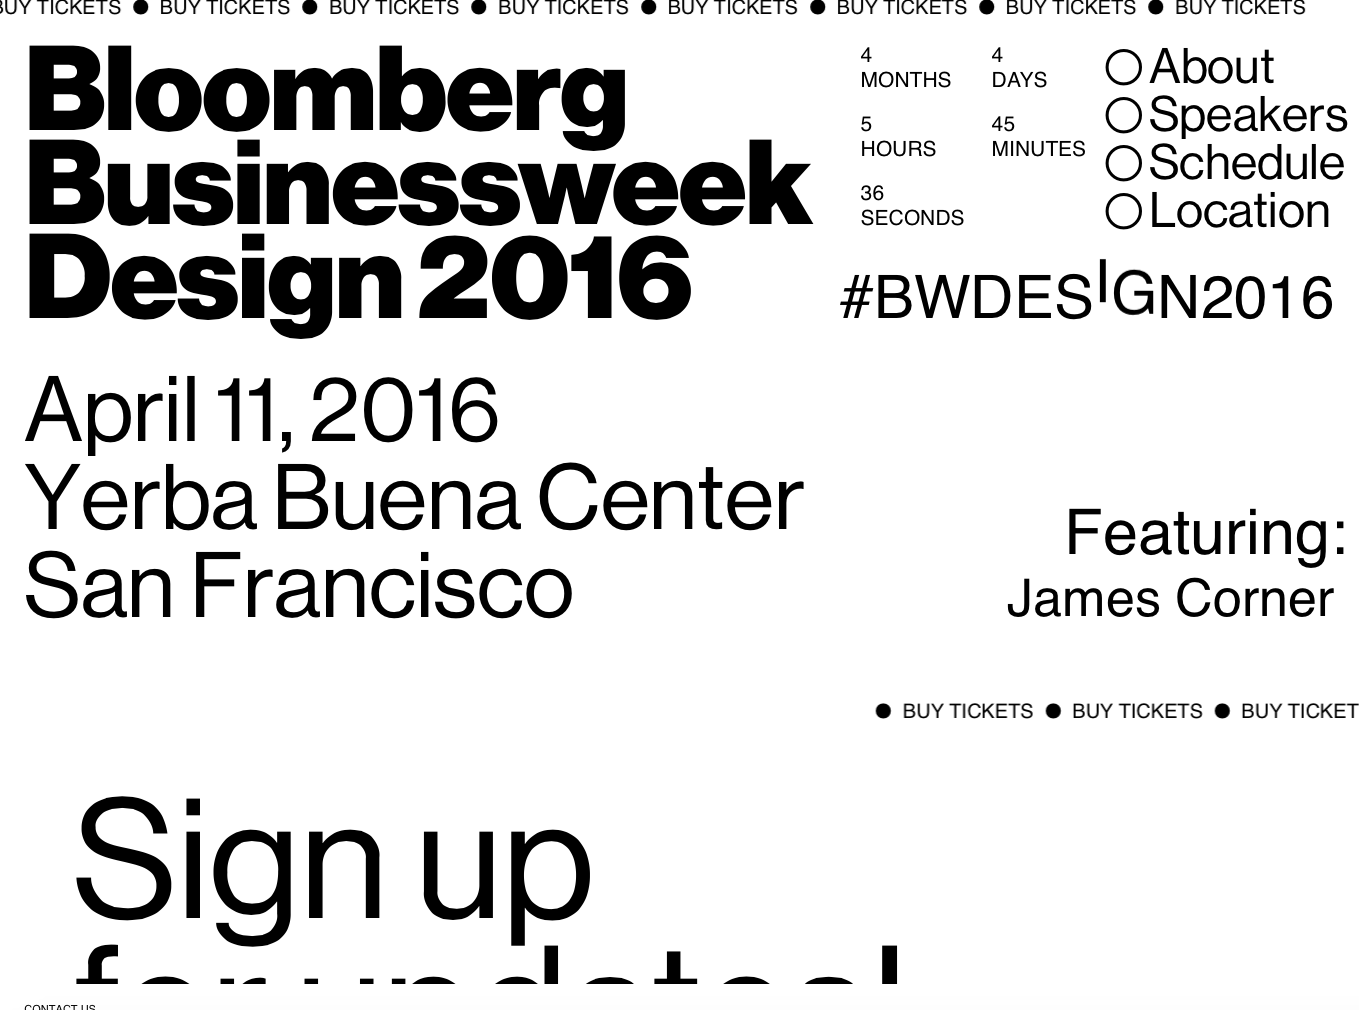 BUY TICKETS ● BUY TICKETS ● BUY TICKETS ● BUY TICKETS ● BUY TICKETS ● BUY TICKETS ● BUY TICKETS ● BUY TICKETS
Bloomberg
Businessweek
Design 2016
4
MONTHS
4
DAYS
5
HOURS
45
MINUTES
36
SECONDS
About
Speakers
Schedule
Location
#BWDESIGN2016
April 11, 2016
Yerba Buena Center
San Francisco
Featuring:
James Corner
● BUY TICKETS ● BUY TICKETS ● BUY TICKET
Sign up
for updates!
CONTACT US